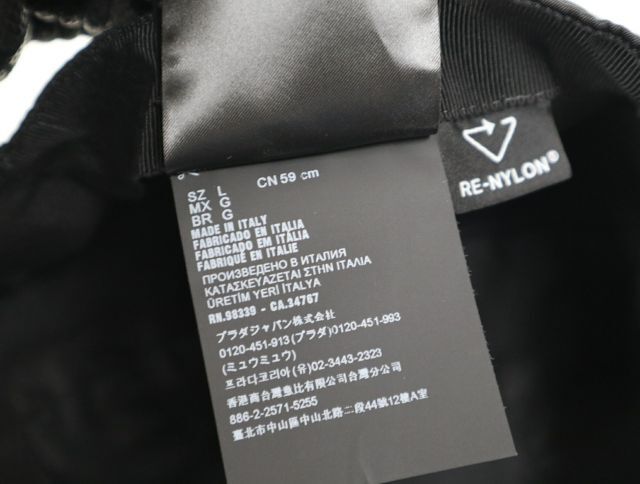 SZ L CN 59 cm
MX G
BR G
MADE IN ITALY
FABRICADO EN ITALIA
FABRICADO EM ITÁLIA
FABRIQUÉ EN ITALIE
ПРОИЗВЕДЕНО В ИТАЛИЯ
ΚΑΤΑΣΚΕΥΑΖΕΤΑΙ ΣΤΗΝ ΙΤΑΛΙΑ
ÜRETİM YERİ İTALYA
RN.98339 - CA.34767
プラダジャパン株式会社
0120-451-913(プラダ)0120-451-993
(ミュウミュウ)
프라다코리아(유)02-3443-2323
香港商台灣普比有限公司台灣分公司
886-2-2571-5255
臺北市中山區中山北路二段44號12樓A室
RE-NYLON®